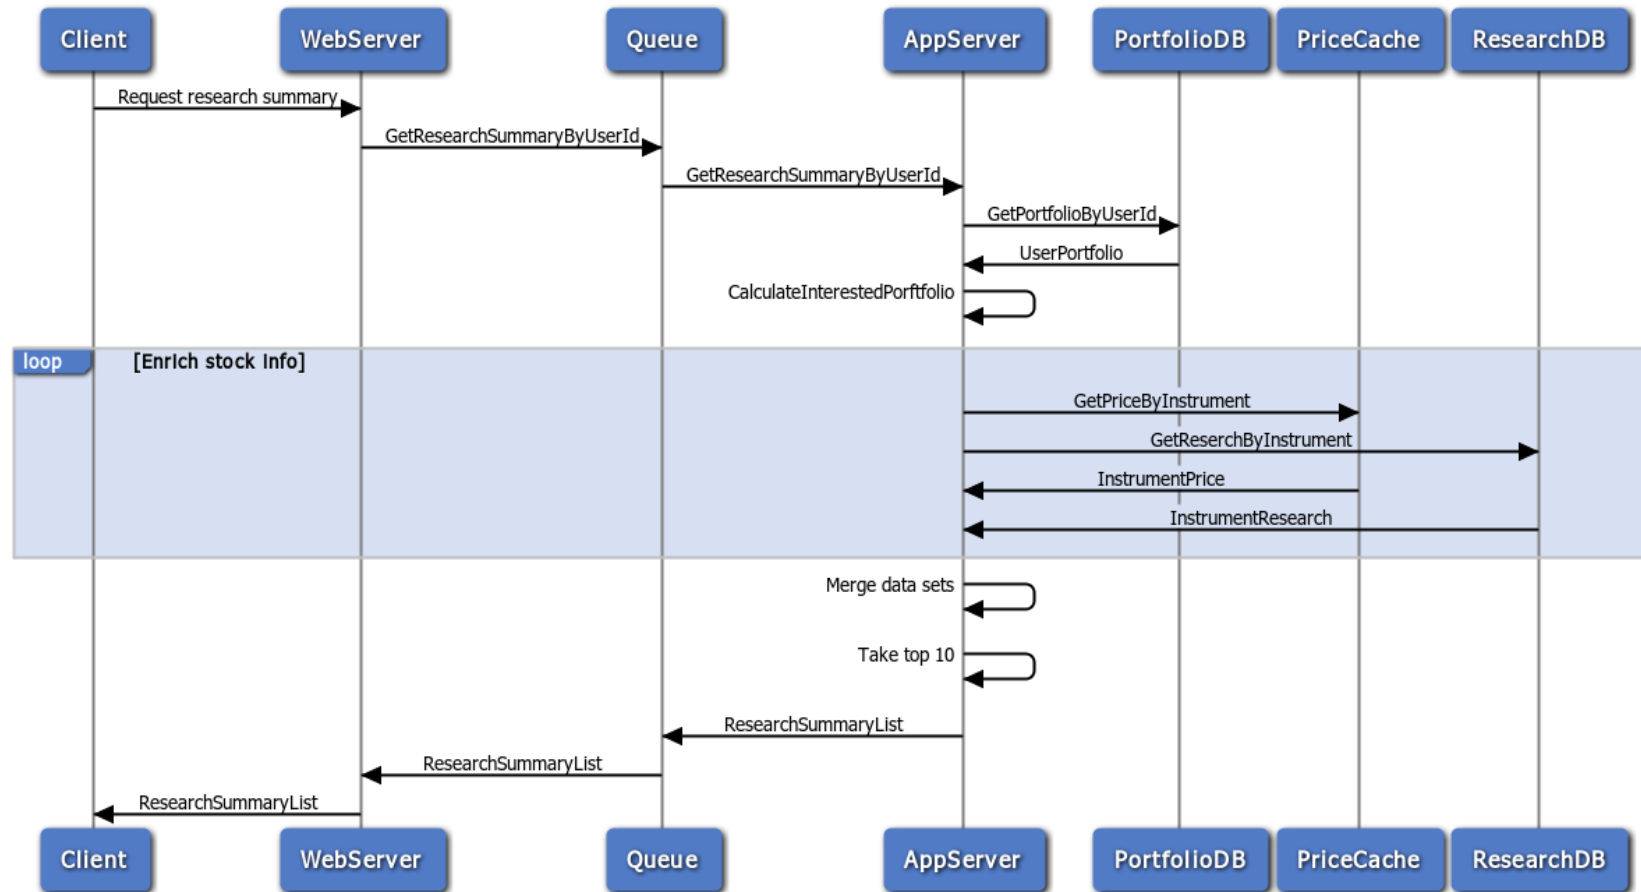 Client
WebServer
Queue
AppServer
PortfolioDB
PriceCache
ResearchDB
Request research summary
GetResearchSummaryByUserId
GetResearchSummaryByUserId
GetPortfolioByUserId
UserPortfolio
CalculateInterestedPorftfolio
loop
[Enrich stock info]
GetPriceByInstrument
GetReserchByInstrument
InstrumentPrice
InstrumentResearch
Merge data sets
Take top 10
ResearchSummaryList
ResearchSummaryList
ResearchSummaryList
Client
WebServer
Queue
AppServer
PortfolioDB
PriceCache
ResearchDB